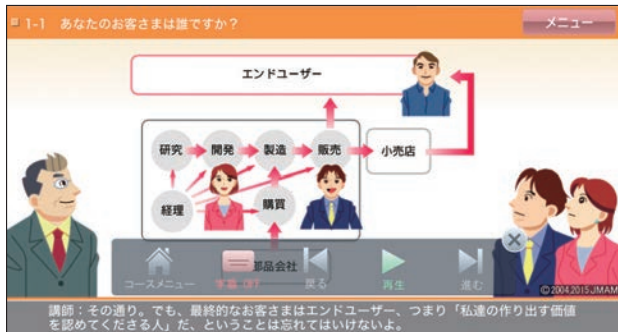 1-1 あなたのお客さまは誰ですか？
メニュー
エンドユーザー
研究
開発
製造
販売
小売店
経理
購買
部品会社
コースメニュー
字幕 OFF
戻る
再生
進む
©2004,2015 JMAM
講師：その通り。でも、最終的なお客さまはエンドユーザー、つまり「私達の作り出す価値
を認めてくださる人」だ、ということは忘れてはいけないよ。